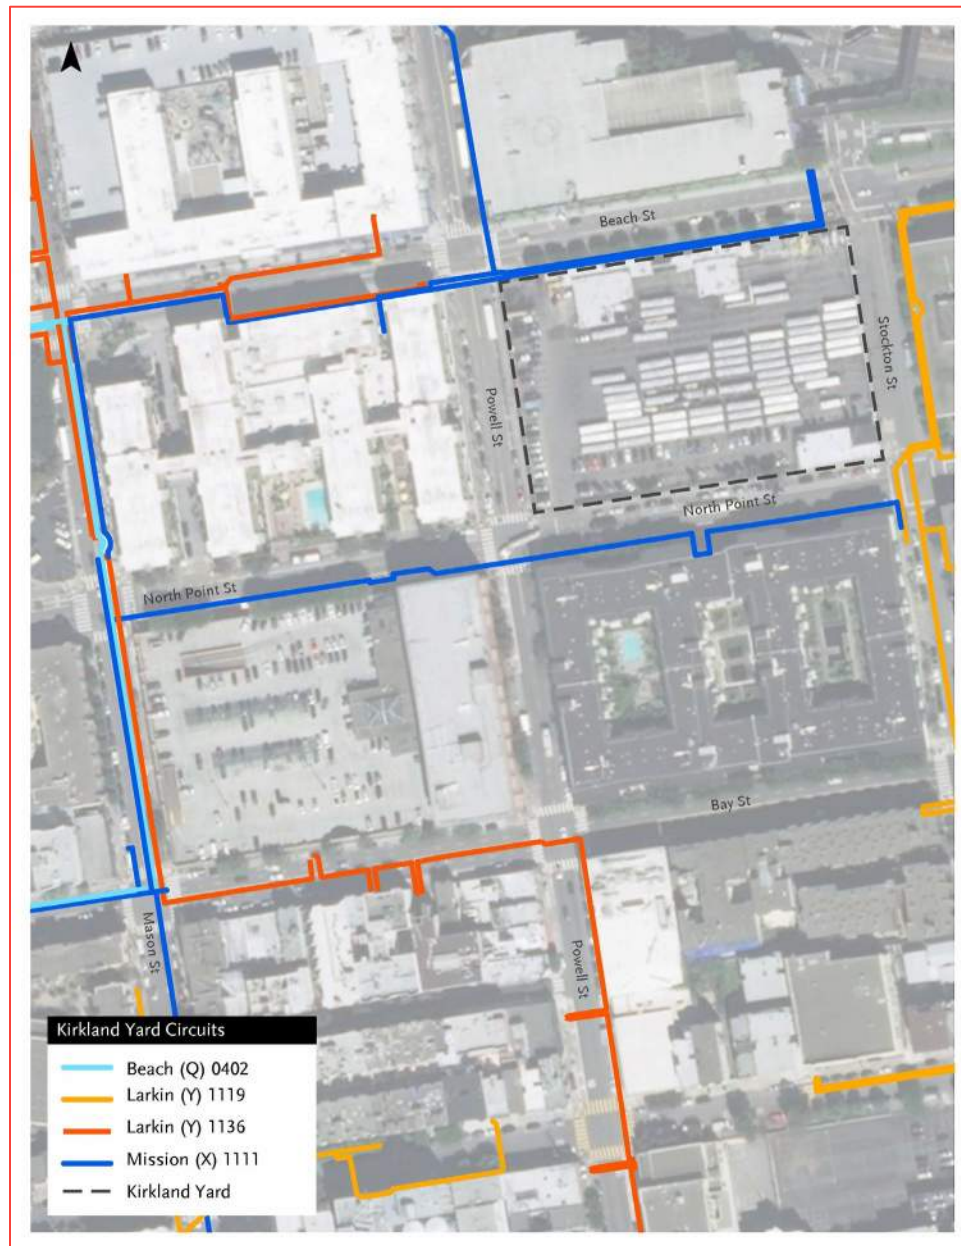 Beach St
Stockton St
Powell St
North Point St
North Point St
Bay St
Mason St
Powell St
Kirkland Yard Circuits
Beach (Q) 0402
Larkin (Y) 1119
Larkin (Y) 1136
Mission (X) 1111
Kirkland Yard